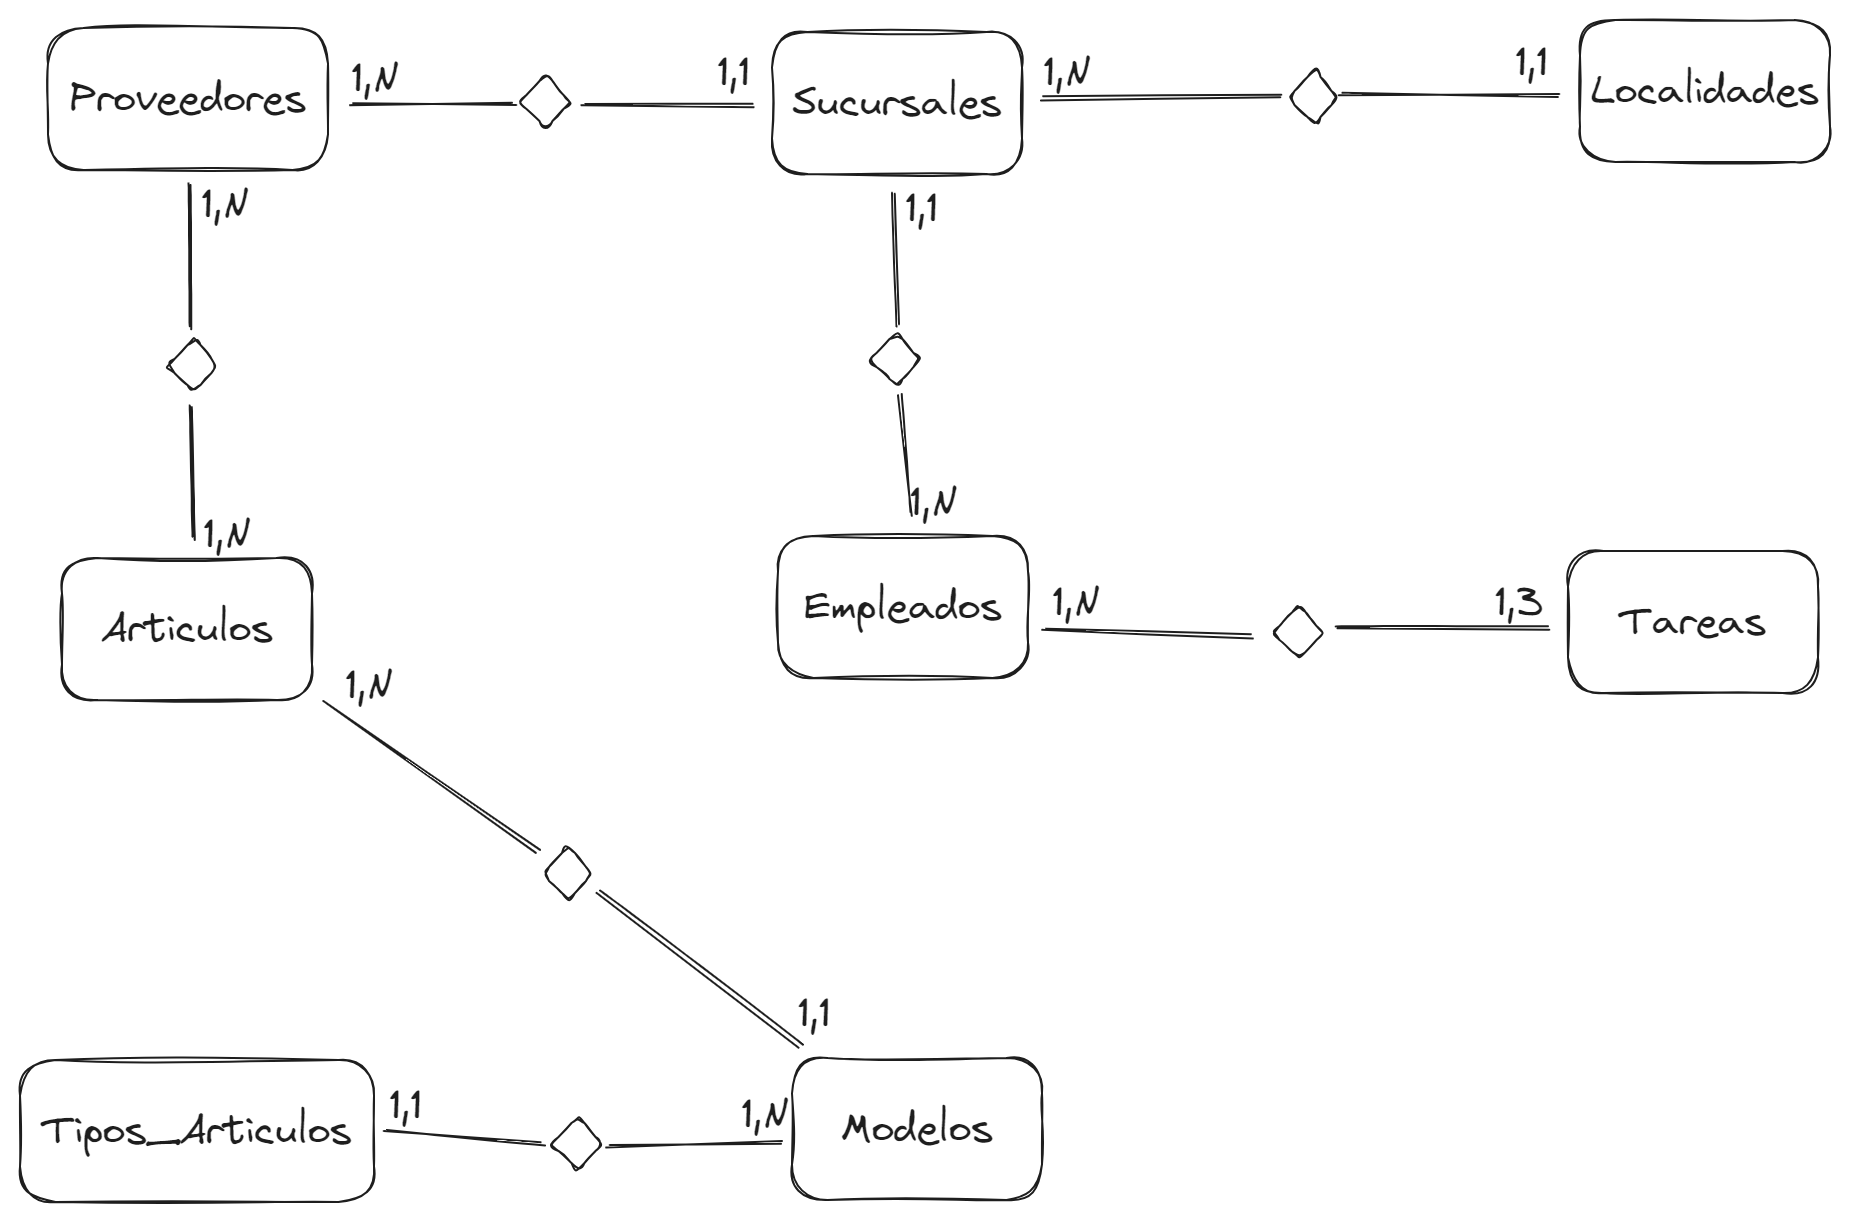 Proveedores
1,N
1,1
Sucursales
1,N
1,1
Localidades
1,N
1,1
1,N
1,N
Articulos
Empleados
1,N
1,3
Tareas
1,N
1,1
Tipos_Articulos
1,1
1,N
Modelos